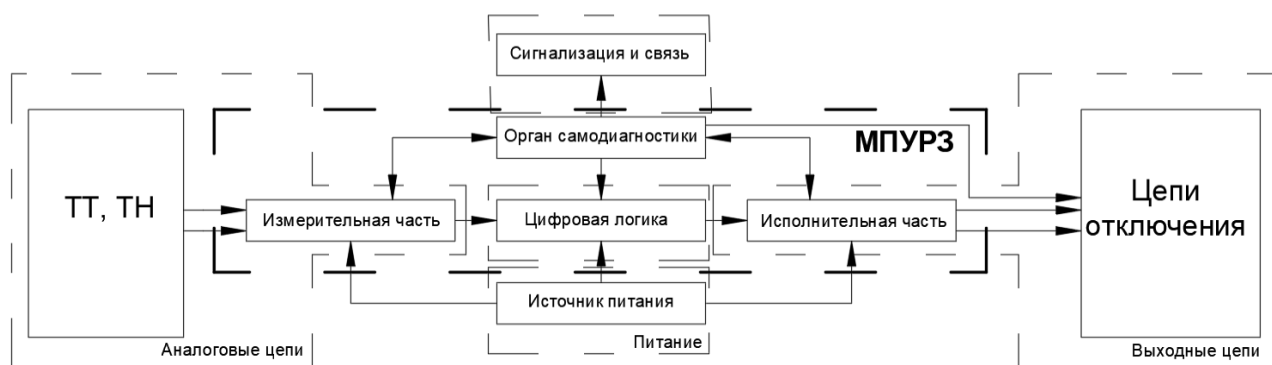 Сигнализация и связь
Орган самодиагностики
МПУРЗ
ТТ, ТН
Измерительная часть
Цифровая логика
Исполнительная часть
Цепи
отключения
Источник питания
Аналоговые цепи
Питание
Выходные цепи